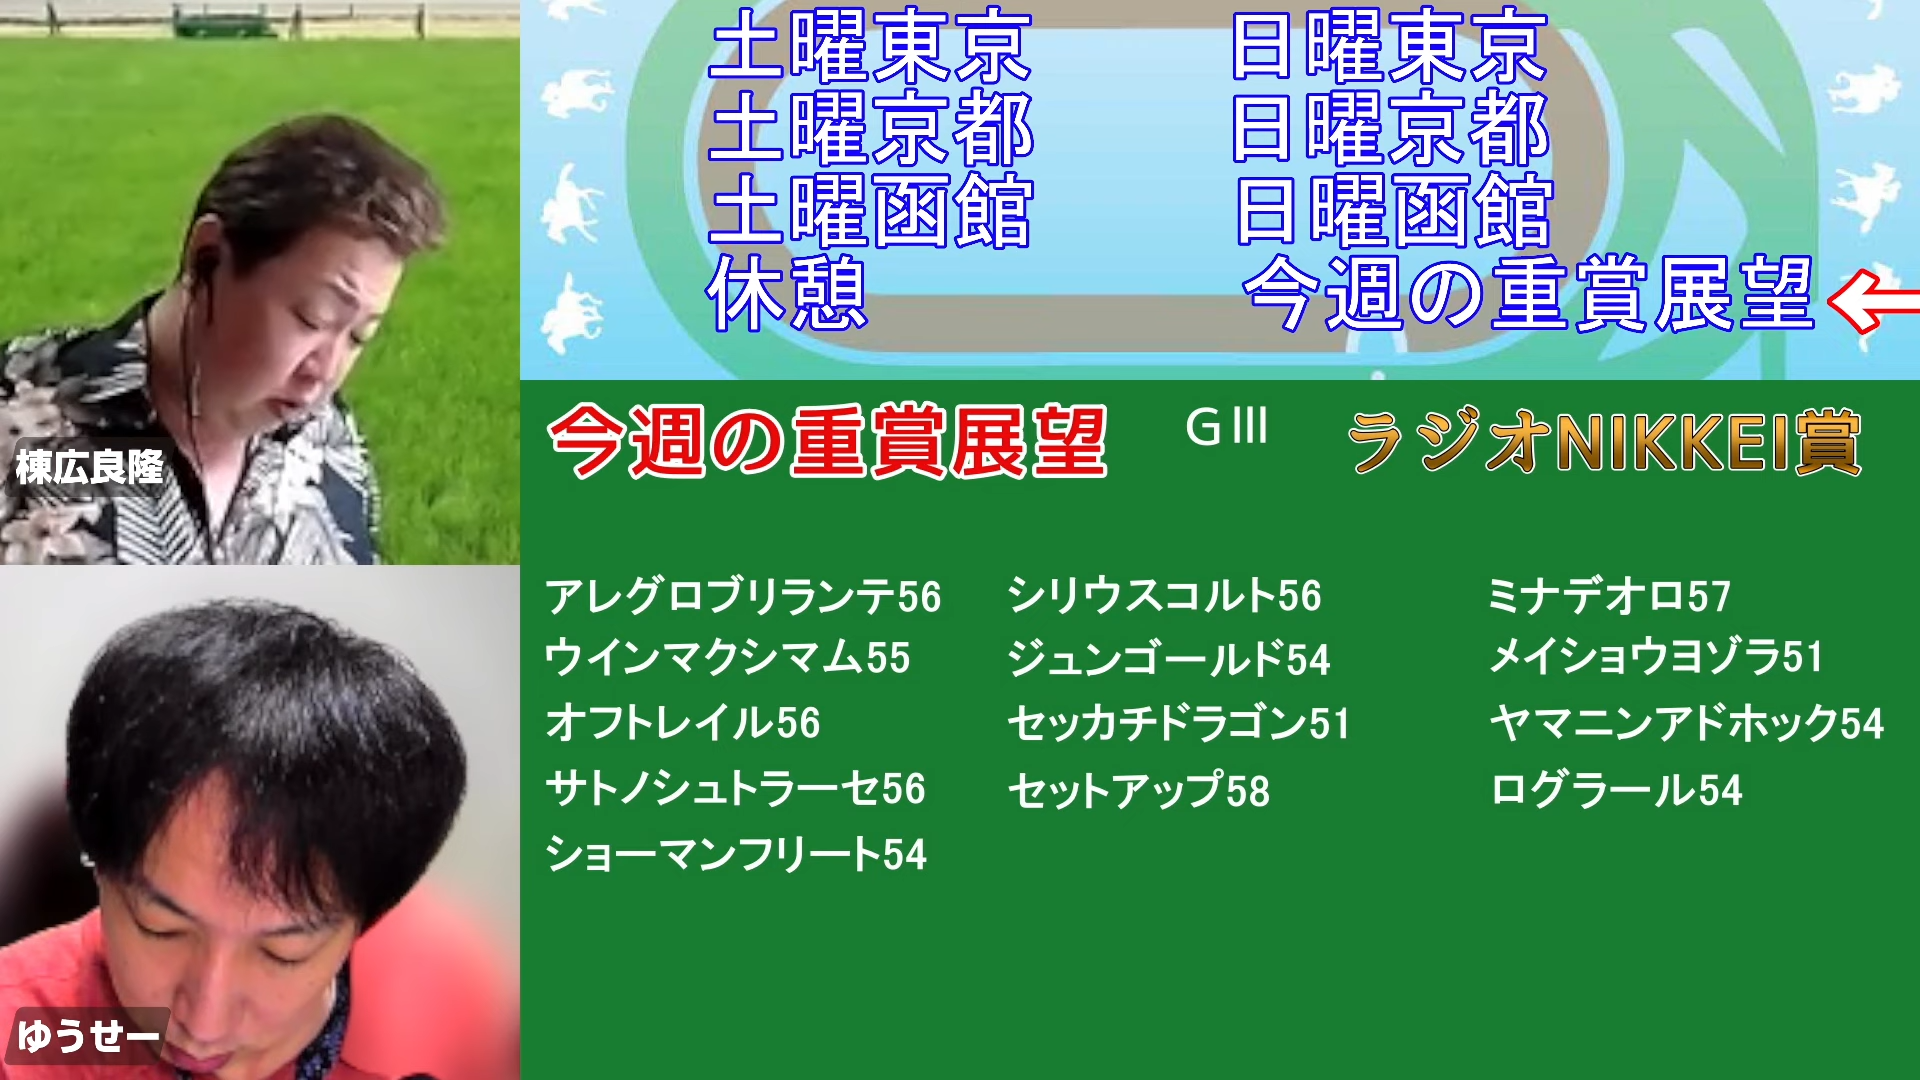 土曜東京
日曜東京
土曜京都
日曜京都
土曜函館
日曜函館
休憩
今週の重賞展望
今週の重賞展望
GⅢ
ラジオNIKKEI賞
アレグロブリランテ56
シリウスコルト56
ミナデオロ57
ウインマクシマム55
ジュンゴールド54
メイショウヨゾラ51
オフトレイル56
セッカチドラゴン51
ヤマニンアドホック54
サトノシュトラーセ56
セットアップ58
ログラール54
ショーマンフリート54
棟広良隆
ゆうせー